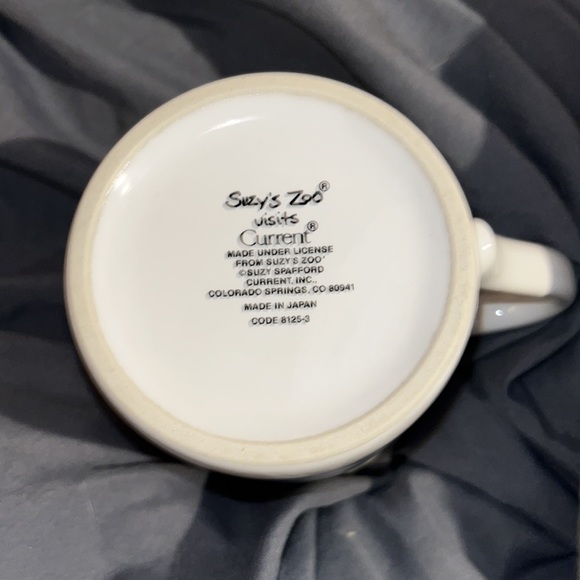 Suzy's Zoo®
visits
Current®
MADE UNDER LICENSE
FROM SUZY'S ZOO®
©SUZY SPAFFORD
CURRENT, INC.,
COLORADO SPRINGS, CO 80941
MADE IN JAPAN
CODE 8125-3